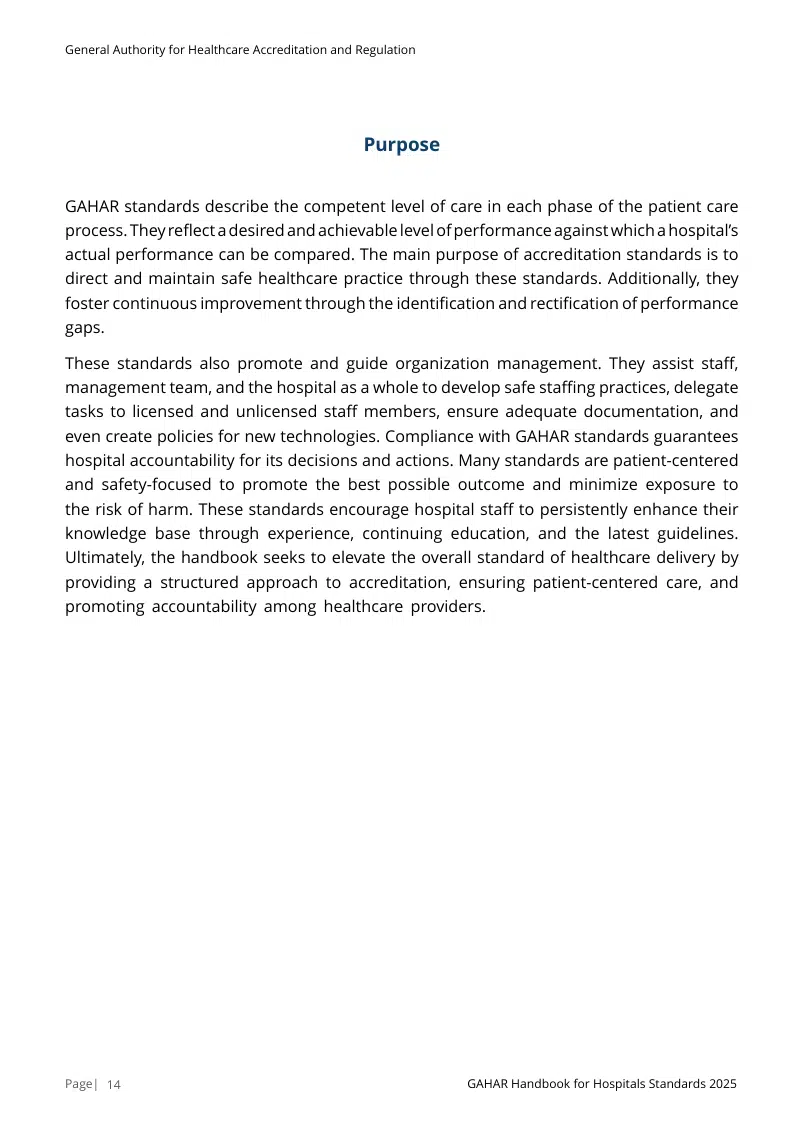 General Authority for Healthcare Accreditation and Regulation
Purpose
GAHAR standards describe the competent level of care in each phase of the patient care
process. They reflect a desired and achievable level of performance against which a hospital’s
actual performance can be compared. The main purpose of accreditation standards is to
direct and maintain safe healthcare practice through these standards. Additionally, they
foster continuous improvement through the identification and rectification of performance
gaps.
These standards also promote and guide organization management. They assist staff,
management team, and the hospital as a whole to develop safe staffing practices, delegate
tasks to licensed and unlicensed staff members, ensure adequate documentation, and
even create policies for new technologies. Compliance with GAHAR standards guarantees
hospital accountability for its decisions and actions. Many standards are patient-centered
and safety-focused to promote the best possible outcome and minimize exposure to
the risk of harm. These standards encourage hospital staff to persistently enhance their
knowledge base through experience, continuing education, and the latest guidelines.
Ultimately, the handbook seeks to elevate the overall standard of healthcare delivery by
providing a structured approach to accreditation, ensuring patient-centered care, and
promoting accountability among healthcare providers.
Page| 14
GAHAR Handbook for Hospitals Standards 2025